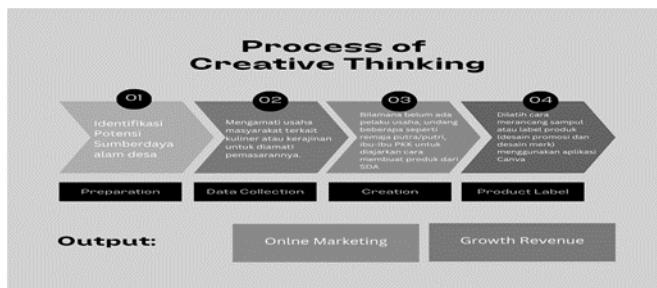 Process of
Creative Thinking
01
Identifikasi
Potensi
Sumberdaya
alam desa
02
Mengamati usaha
masyarakat terkait
kuliner atau kerajinan
untuk diamati
pemasarannya.
03
Bilamana belum ada
pelaku usaha, undang
beberapa seperti
remaja putra/putri,
ibu-ibu PKK untuk
diajarkan cara
membuat produk dari
SDA
04
Dilatih cara
merancang sampul
atau label produk
(desain promosi dan
desain merk)
menggunakan aplikasi
Canva
Preparation
Data Collection
Creation
Product Label
Output:
Onlne Marketing
Growth Revenue